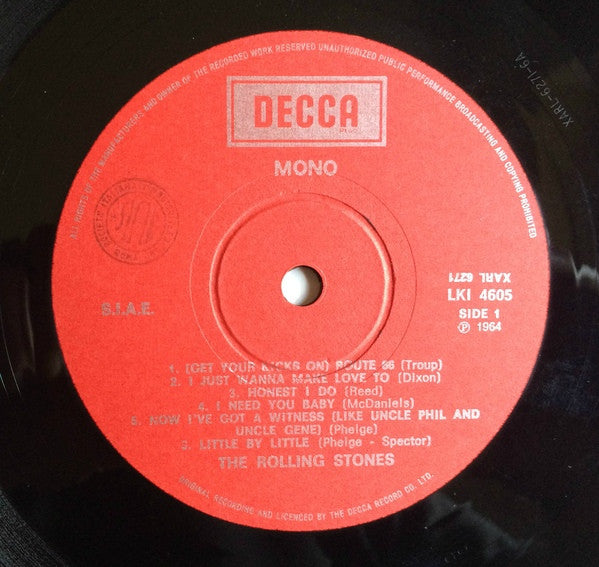 ALL RIGHTS OF THE MANUFACTURERS AND OWNER OF THE RECORDED WORK RESERVED UNAUTHORIZED PUBLIC PERFORMANCE BROADCASTING AND COPYING PROHIBITED
XARL-6271-6A
DECCA
MONO
S.I.A.E.
XARL 6271
LKI 4605
SIDE 1
℗ 1964
1. (GET YOUR KICKS ON) ROUTE 66 (Troup)
2. I JUST WANNA MAKE LOVE TO (Dixon)
3. HONEST I DO (Reed)
4. I NEED YOU BABY (McDaniels)
5. NOW I'VE GOT A WITNESS (LIKE UNCLE PHIL AND
UNCLE GENE) (Phelge)
6. LITTLE BY LITTLE (Phelge - Spector)
THE ROLLING STONES
ORIGINAL RECORDING AND LICENCED BY THE DECCA RECORD CO. LTD.